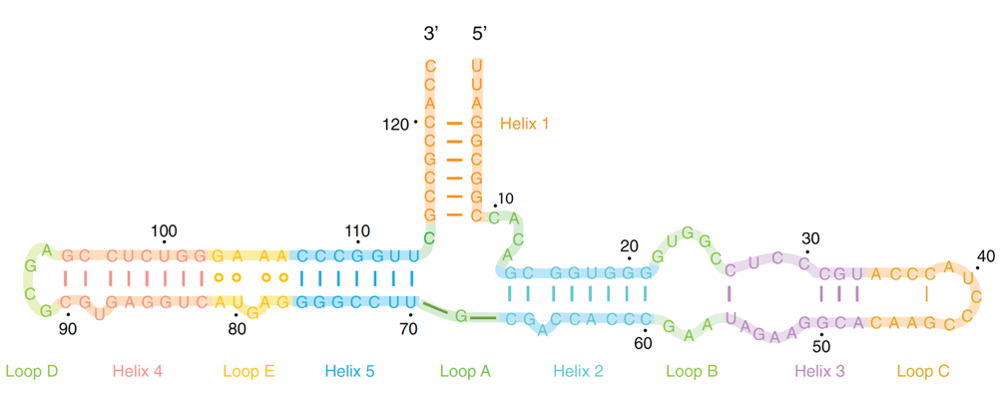 3’ 5’
C U
C U
A A
120 C G Helix 1
C G
G C
C G
C G
G C C A C A 10
C
A G C C U C U G G G A A A C C C G G U U 100 110
G C G G U G G G G U G G C C U C C C G U A C C C A U C C 20 30 40
G C G C G U G A G G U C A U G A G G G G C C U U G 90 80 70
C A C C A C C C G A A U A G A A G G C A C A A G C 60 50
Loop D Helix 4 Loop E Helix 5 Loop A Helix 2 Loop B Helix 3 Loop C